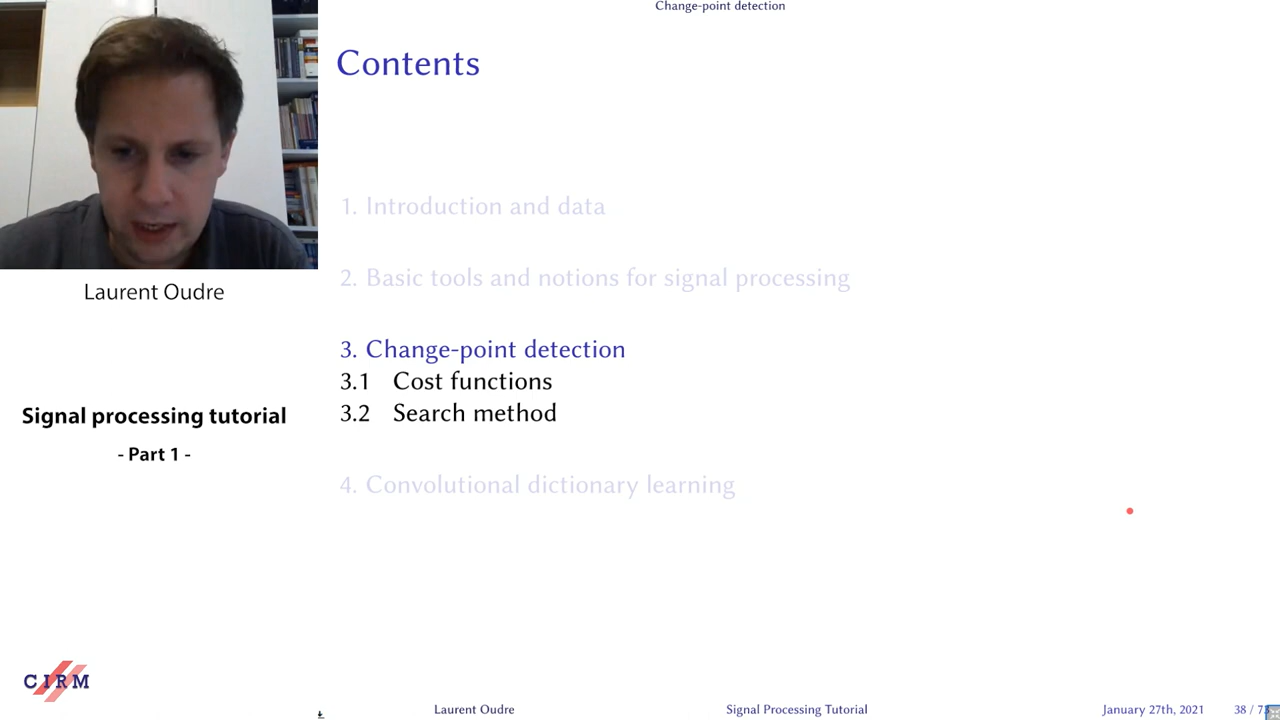 Change-point detection
Contents
1. Introduction and data
2. Basic tools and notions for signal processing
3. Change-point detection
3.1 Cost functions
3.2 Search method
4. Convolutional dictionary learning
Laurent Oudre
Signal processing tutorial
- Part 1 -
CIRM
Laurent Oudre
Signal Processing Tutorial
January 27th, 2021
38 /